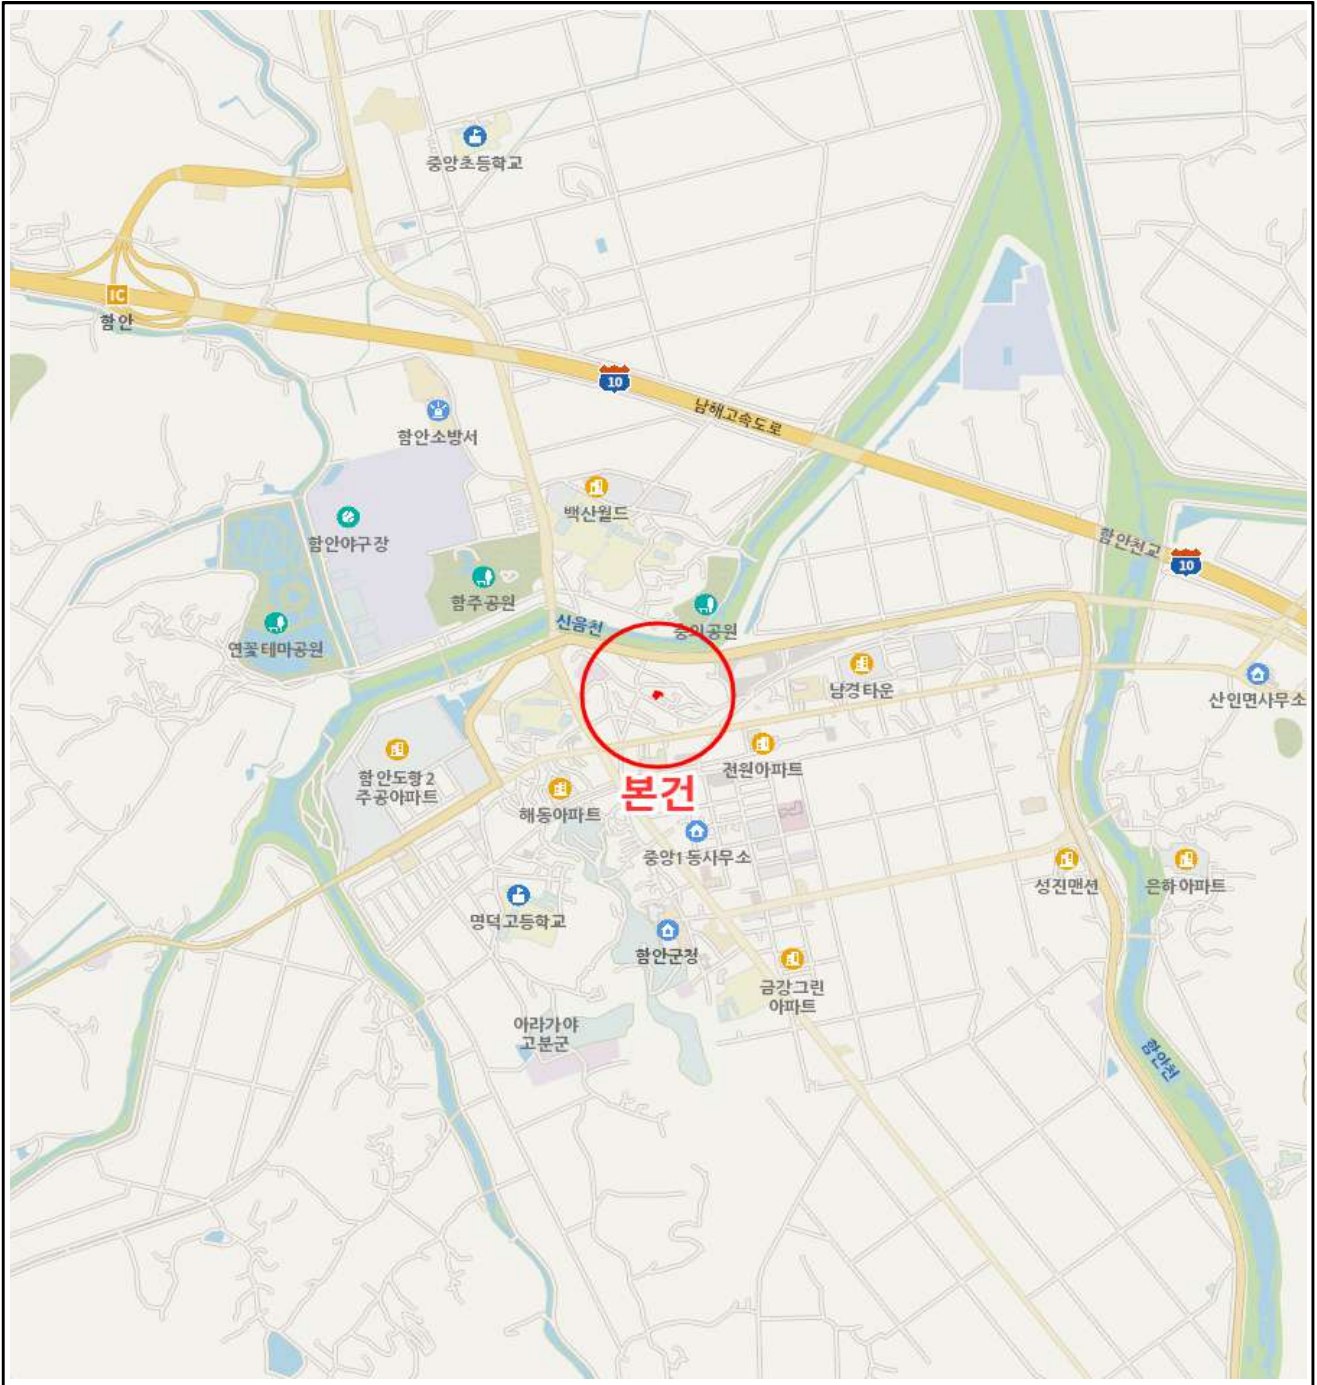 중앙초등학교
IC
함안
10
남해고속도로
함안소방서
백산월드
함안야구장
함안천교
10
함주공원
충의공원
신음천
연꽃테마공원
남경타운
산인면사무소
전원아파트
함안도항2
주공아파트
본건
해동아파트
중앙1동사무소
성진맨션
은하아파트
명덕고등학교
함안군청
금강그린
아파트
아라가야
고분군
함안천